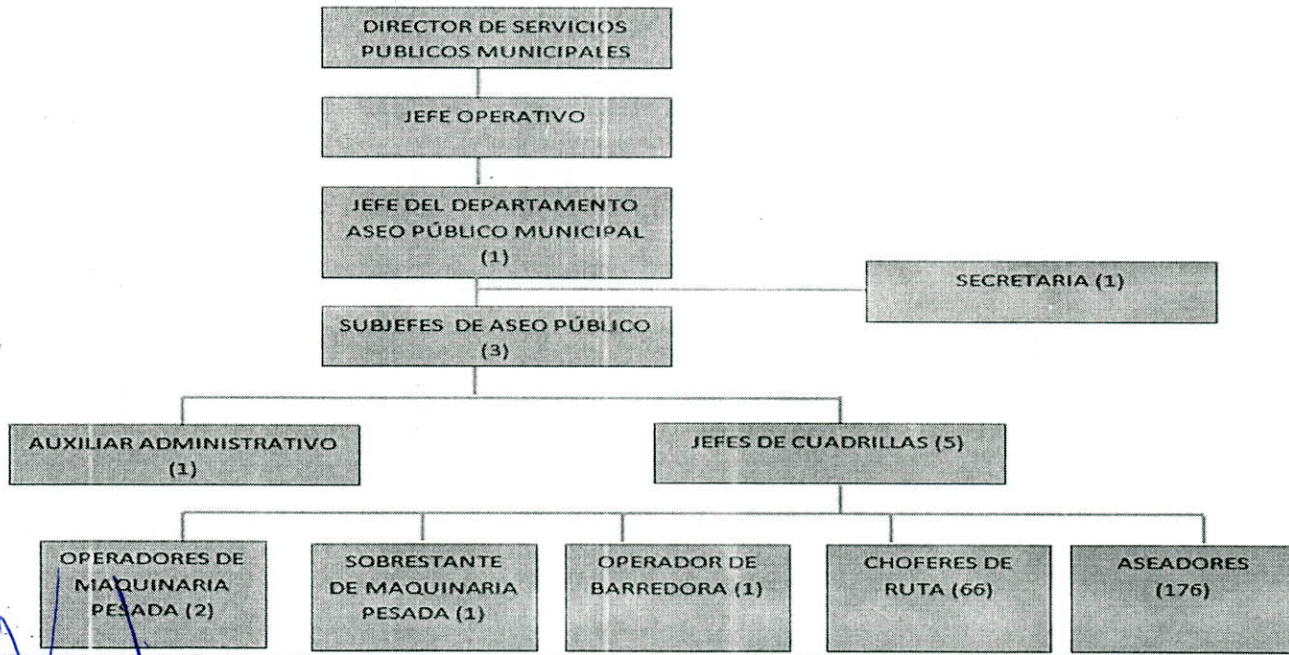 DIRECTOR DE SERVICIOS
PUBLICOS MUNICIPALES
JEFE OPERATIVO
JEFE DEL DEPARTAMENTO
ASEO PÚBLICO MUNICIPAL
(1)
SECRETARIA (1)
SUBJEFES DE ASEO PÚBLICO
(3)
AUXILIAR ADMINISTRATIVO
(1)
JEFES DE CUADRILLAS (5)
OPERADORES DE
MAQUINARIA
PESADA (2)
SOBRESTANTE
DE MAQUINARIA
PESADA (1)
OPERADOR DE
BARREDORA (1)
CHOFERES DE
RUTA (66)
ASEADORES
(176)